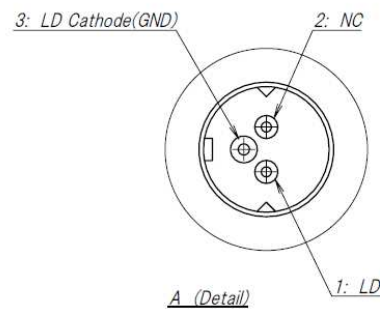 3: LD Cathode(GND)
2: NC
1: LD
A (Detail)